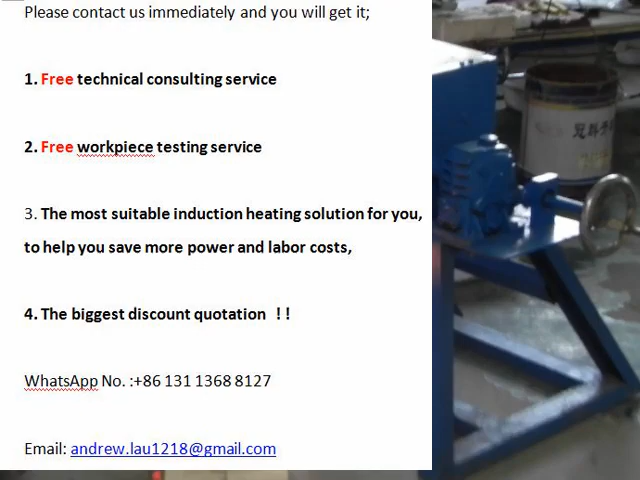 Please contact us immediately and you will get it;
1. Free technical consulting service
2. Free workpiece testing service
3. The most suitable induction heating solution for you,
to help you save more power and labor costs,
4. The biggest discount quotation ！！
WhatsApp No. :+86 131 1368 8127
Email: andrew.lau1218@gmail.com